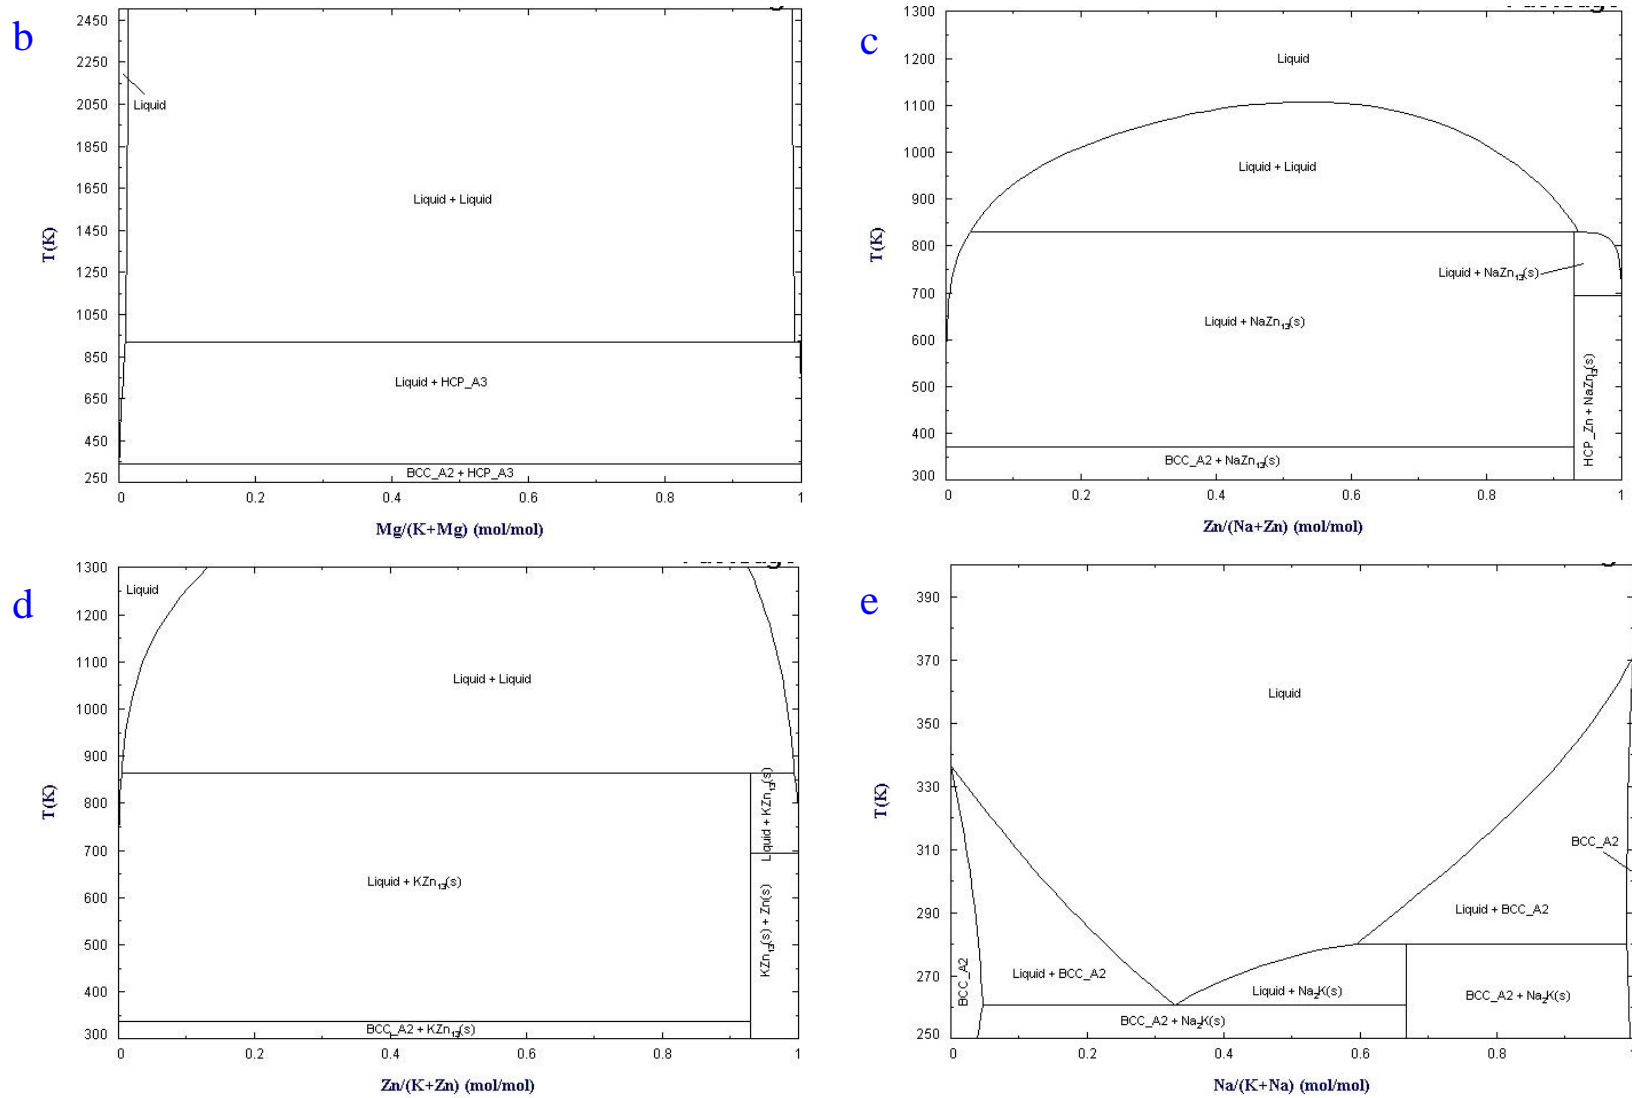 b
2450
2250
2050
1850
1650
1450
1250
1050
850
650
450
250
T(K)
Liquid
Liquid + Liquid
Liquid + HCP_A3
BCC_A2 + HCP_A3
0 0.2 0.4 0.6 0.8 1
Mg/(K+Mg) (mol/mol)
c
1300
1200
1100
1000
900
800
700
600
500
400
300
T(K)
Liquid
Liquid + Liquid
Liquid + NaZn13(s)
Liquid + NaZn13(s)
HCP_Zn + NaZn13(s)
BCC_A2 + NaZn13(s)
0 0.2 0.4 0.6 0.8 1
Zn/(Na+Zn) (mol/mol)
d
1300
1200
1100
1000
900
800
700
600
500
400
300
T(K)
Liquid
Liquid + Liquid
Liquid + KZn13(s)
Liquid + KZn13(s)
KZn13(s) + Zn(s)
BCC_A2 + KZn13(s)
0 0.2 0.4 0.6 0.8 1
Zn/(K+Zn) (mol/mol)
e
390
370
350
330
310
290
270
250
T(K)
Liquid
BCC_A2
Liquid + BCC_A2
BCC_A2
Liquid + BCC_A2
Liquid + Na2K(s)
BCC_A2 + Na2K(s)
BCC_A2 + Na2K(s)
0 0.2 0.4 0.6 0.8 1
Na/(K+Na) (mol/mol)